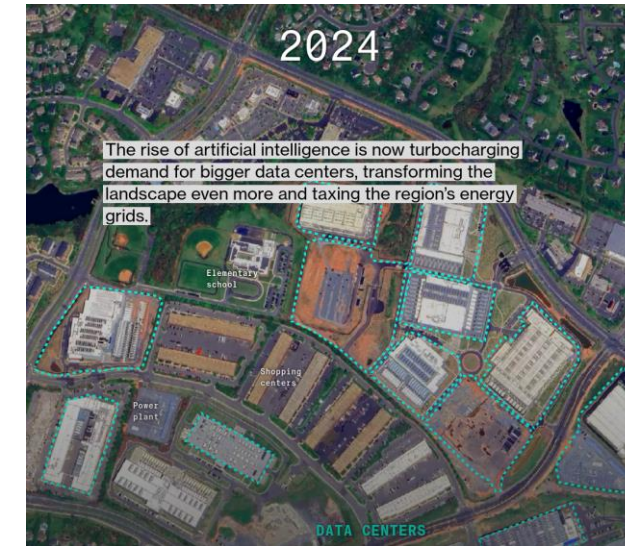 2024
The rise of artificial intelligence is now turbocharging
demand for bigger data centers, transforming the
landscape even more and taxing the region's energy
grids.
Elementary
school
Shopping
centers
Power
plant
DATA CENTERS